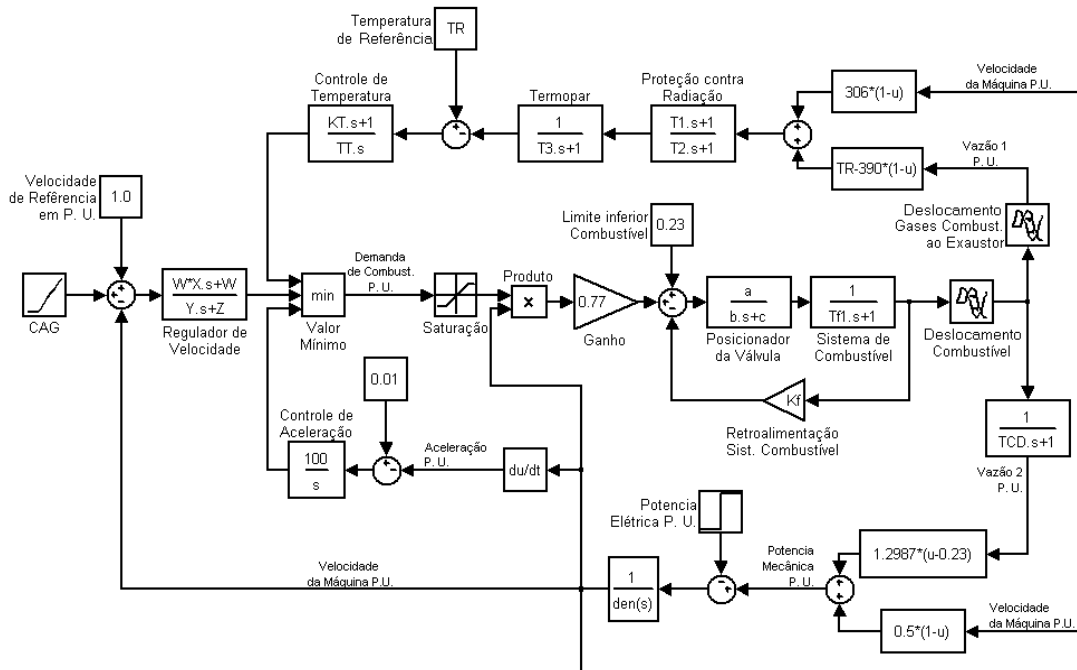 Temperatura
de Referência
TR
Controle de
Temperatura
KT.s+1
TT.s
Termopar
1
T3.s+1
Proteção contra
Radiação
T1.s+1
T2.s+1
306*(1-u)
Velocidade
da Máquina P.U.
TR-390*(1-u)
Vazão 1
P. U.
Velocidade
de Refêrencia
em P. U.
1.0
Limite inferior
Combustível
0.23
Deslocamento
Gases Combust.
ao Exaustor
CAG
W*X.s+W
Y.s+Z
Regulador de
Velocidade
min
Valor
Mínimo
Demanda
de Combust.
P. U.
Saturação
Produto
x
0.77
Ganho
a
b.s+c
Posicionador
da Válvula
1
Tf1.s+1
Sistema de
Combustível
Deslocamento
Combustível
Kf
Retroalimentação
Sist. Combustível
0.01
Controle de
Aceleração
100
s
Aceleração
P. U.
du/dt
1
TCD.s+1
Vazão 2
P. U.
Potencia
Elétrica P. U.
1.2987*(u-0.23)
Potencia
Mecânica
P. U.
1
den(s)
Velocidade
da Máquina P.U.
0.5*(1-u)
Velocidade
da Máquina P.U.